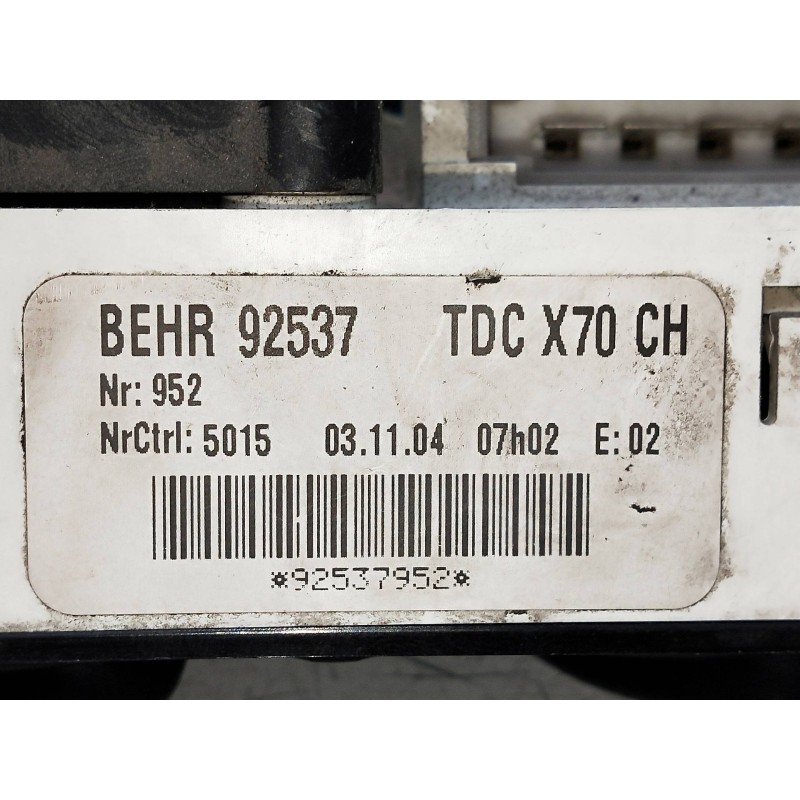 BEHR 92537 TDC X70 CH
Nr: 952
NrCtrl: 5015 03.11.04 07h02 E: 02
*92537952*